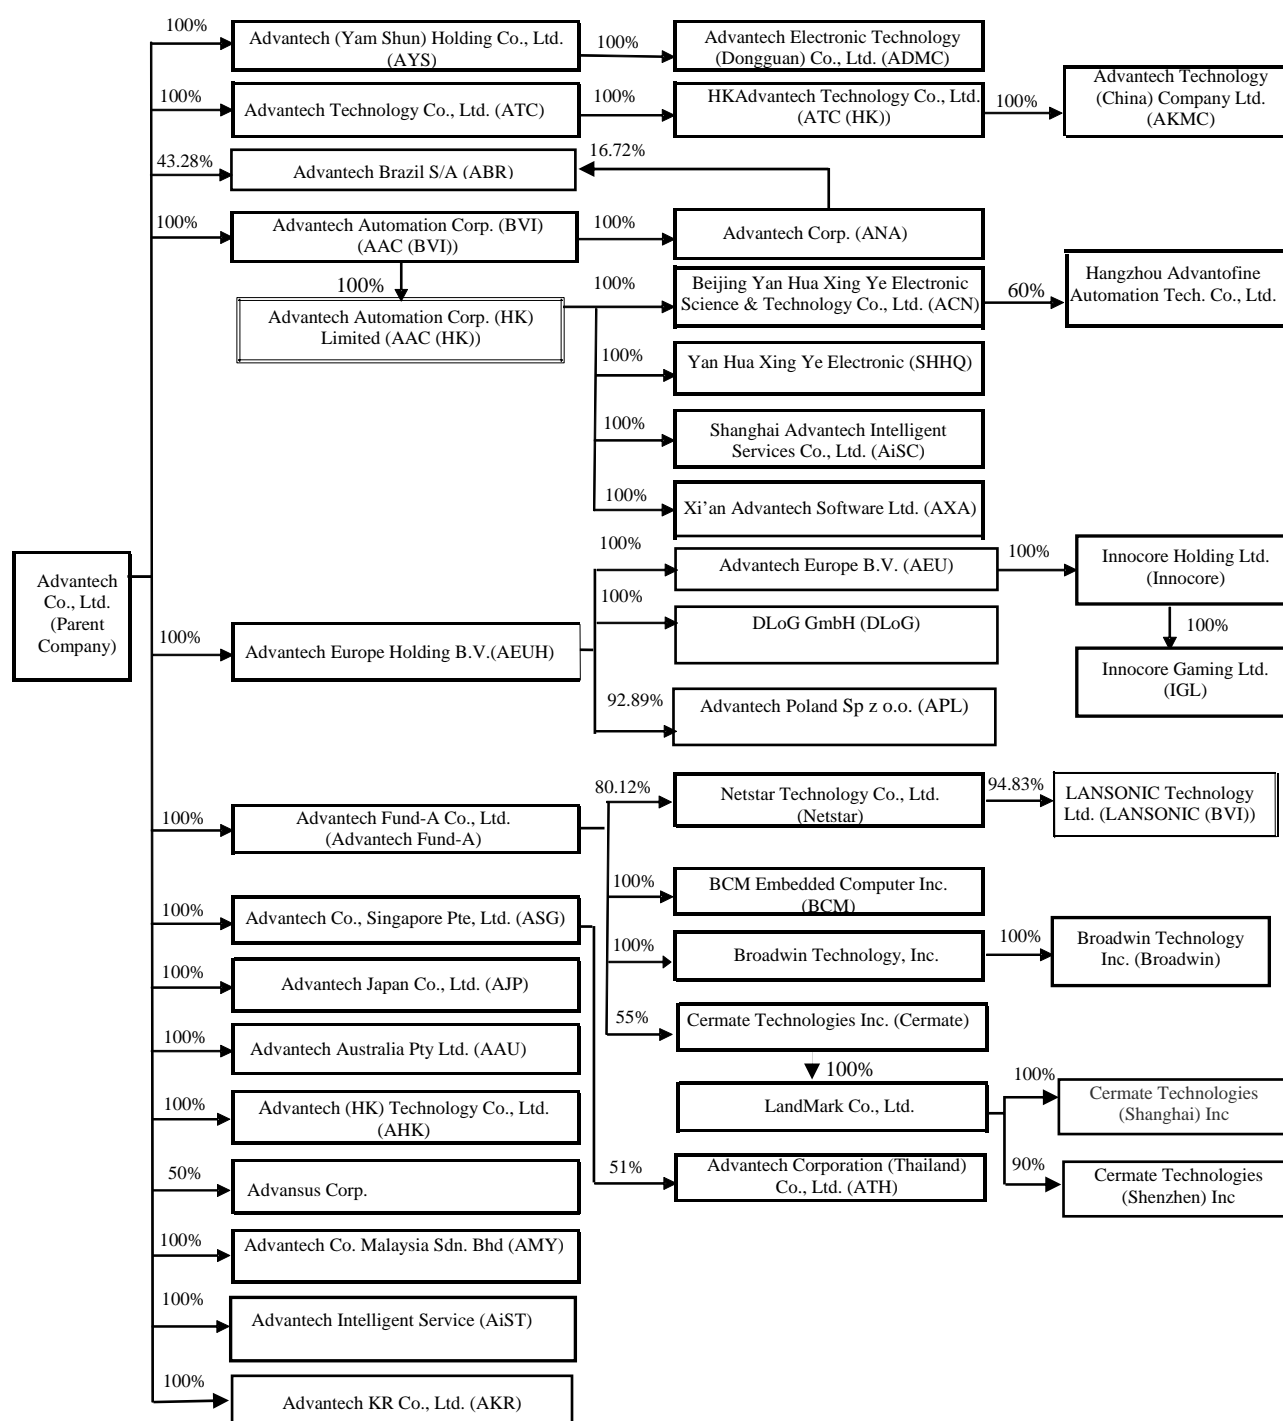 100%
Advantech (Yam Shun) Holding Co., Ltd.
(AYS)
100%
Advantech Electronic Technology
(Dongguan) Co., Ltd. (ADMC)
100%
Advantech Technology Co., Ltd. (ATC)
100%
HKAdvantech Technology Co., Ltd.
(ATC (HK))
100%
Advantech Technology
(China) Company Ltd.
(AKMC)
43.28%
Advantech Brazil S/A (ABR)
16.72%
100%
Advantech Automation Corp. (BVI)
(AAC (BVI))
100%
Advantech Corp. (ANA)
100%
Advantech Automation Corp. (HK)
Limited (AAC (HK))
100%
Beijing Yan Hua Xing Ye Electronic
Science & Technology Co., Ltd. (ACN)
60%
Hangzhou Advantofine
Automation Tech. Co., Ltd.
100%
Yan Hua Xing Ye Electronic (SHHQ)
100%
Shanghai Advantech Intelligent
Services Co., Ltd. (AiSC)
100%
Xi’an Advantech Software Ltd. (AXA)
Advantech
Co., Ltd.
(Parent
Company)
100%
Advantech Europe Holding B.V.(AEUH)
100%
Advantech Europe B.V. (AEU)
100%
Innocore Holding Ltd.
(Innocore)
100%
Innocore Gaming Ltd.
(IGL)
100%
DLoG GmbH (DLoG)
92.89%
Advantech Poland Sp z o.o. (APL)
100%
Advantech Fund-A Co., Ltd.
(Advantech Fund-A)
80.12%
Netstar Technology Co., Ltd.
(Netstar)
94.83%
LANSONIC Technology
Ltd. (LANSONIC (BVI))
100%
BCM Embedded Computer Inc.
(BCM)
100%
Advantech Co., Singapore Pte, Ltd. (ASG)
100%
Broadwin Technology, Inc.
100%
Broadwin Technology
Inc. (Broadwin)
100%
Advantech Japan Co., Ltd. (AJP)
55%
Cermate Technologies Inc. (Cermate)
100%
Advantech Australia Pty Ltd. (AAU)
100%
LandMark Co., Ltd.
100%
Cermate Technologies
(Shanghai) Inc
100%
Advantech (HK) Technology Co., Ltd.
(AHK)
90%
Cermate Technologies
(Shenzhen) Inc
50%
Advansus Corp.
51%
Advantech Corporation (Thailand)
Co., Ltd. (ATH)
100%
Advantech Co. Malaysia Sdn. Bhd (AMY)
100%
Advantech Intelligent Service (AiST)
100%
Advantech KR Co., Ltd. (AKR)